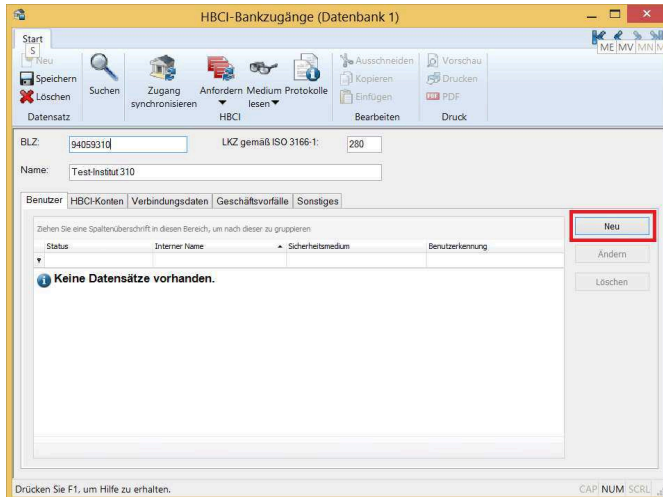 HBCI-Bankzugänge (Datenbank 1)
Start
S
ME MV MN M
Neu
Speichern
Löschen
Datensatz
Suchen
Zugang synchronisieren
Anfordern
Medium lesen
Protokolle
HBCI
Ausschneiden
Kopieren
Einfügen
Bearbeiten
Vorschau
Drucken
PDF
Druck
BLZ: 94059310 LKZ gemäß ISO 3166-1: 280
Name: Test-Institut 310
Benutzer HBCI-Konten Verbindungsdaten Geschäftsvorfälle Sonstiges
Ziehen Sie eine Spaltenüberschrift in diesen Bereich, um nach dieser zu gruppieren
Status Interner Name Sicherheitsmedium Benutzerkennung
Keine Datensätze vorhanden.
Neu
Ändern
Löschen
Drücken Sie F1, um Hilfe zu erhalten.
CAP NUM SCRL